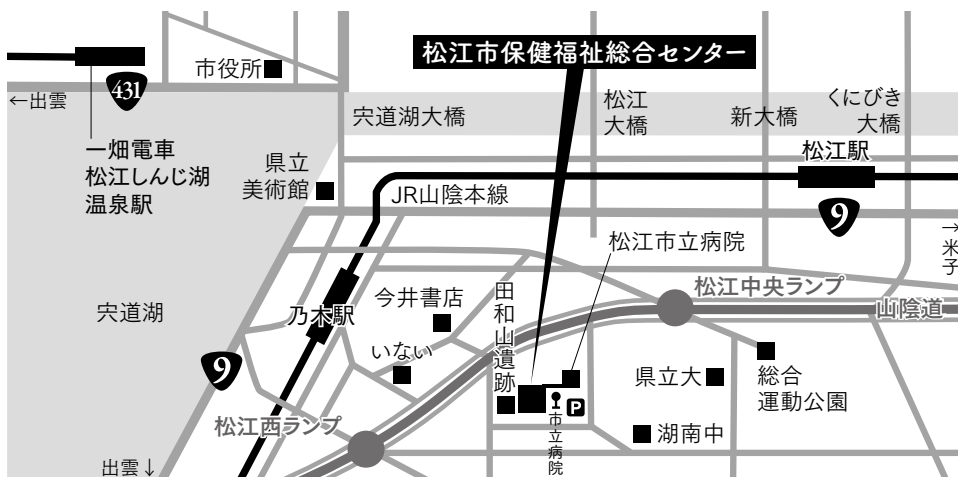 松江市保健福祉総合センター
市役所
431
←出雲
一畑電車
松江しんじ湖
温泉駅
宍道湖大橋
松江
大橋
新大橋
くにびき
大橋
松江駅
県立
美術館
JR山陰本線
9
→米子
松江市立病院
宍道湖
乃木駅
今井書店
田和山遺跡
松江中央ランプ
山陰道
いない
9
県立大
総合
運動公園
P
市立病院
湖南中
松江西ランプ
出雲↓